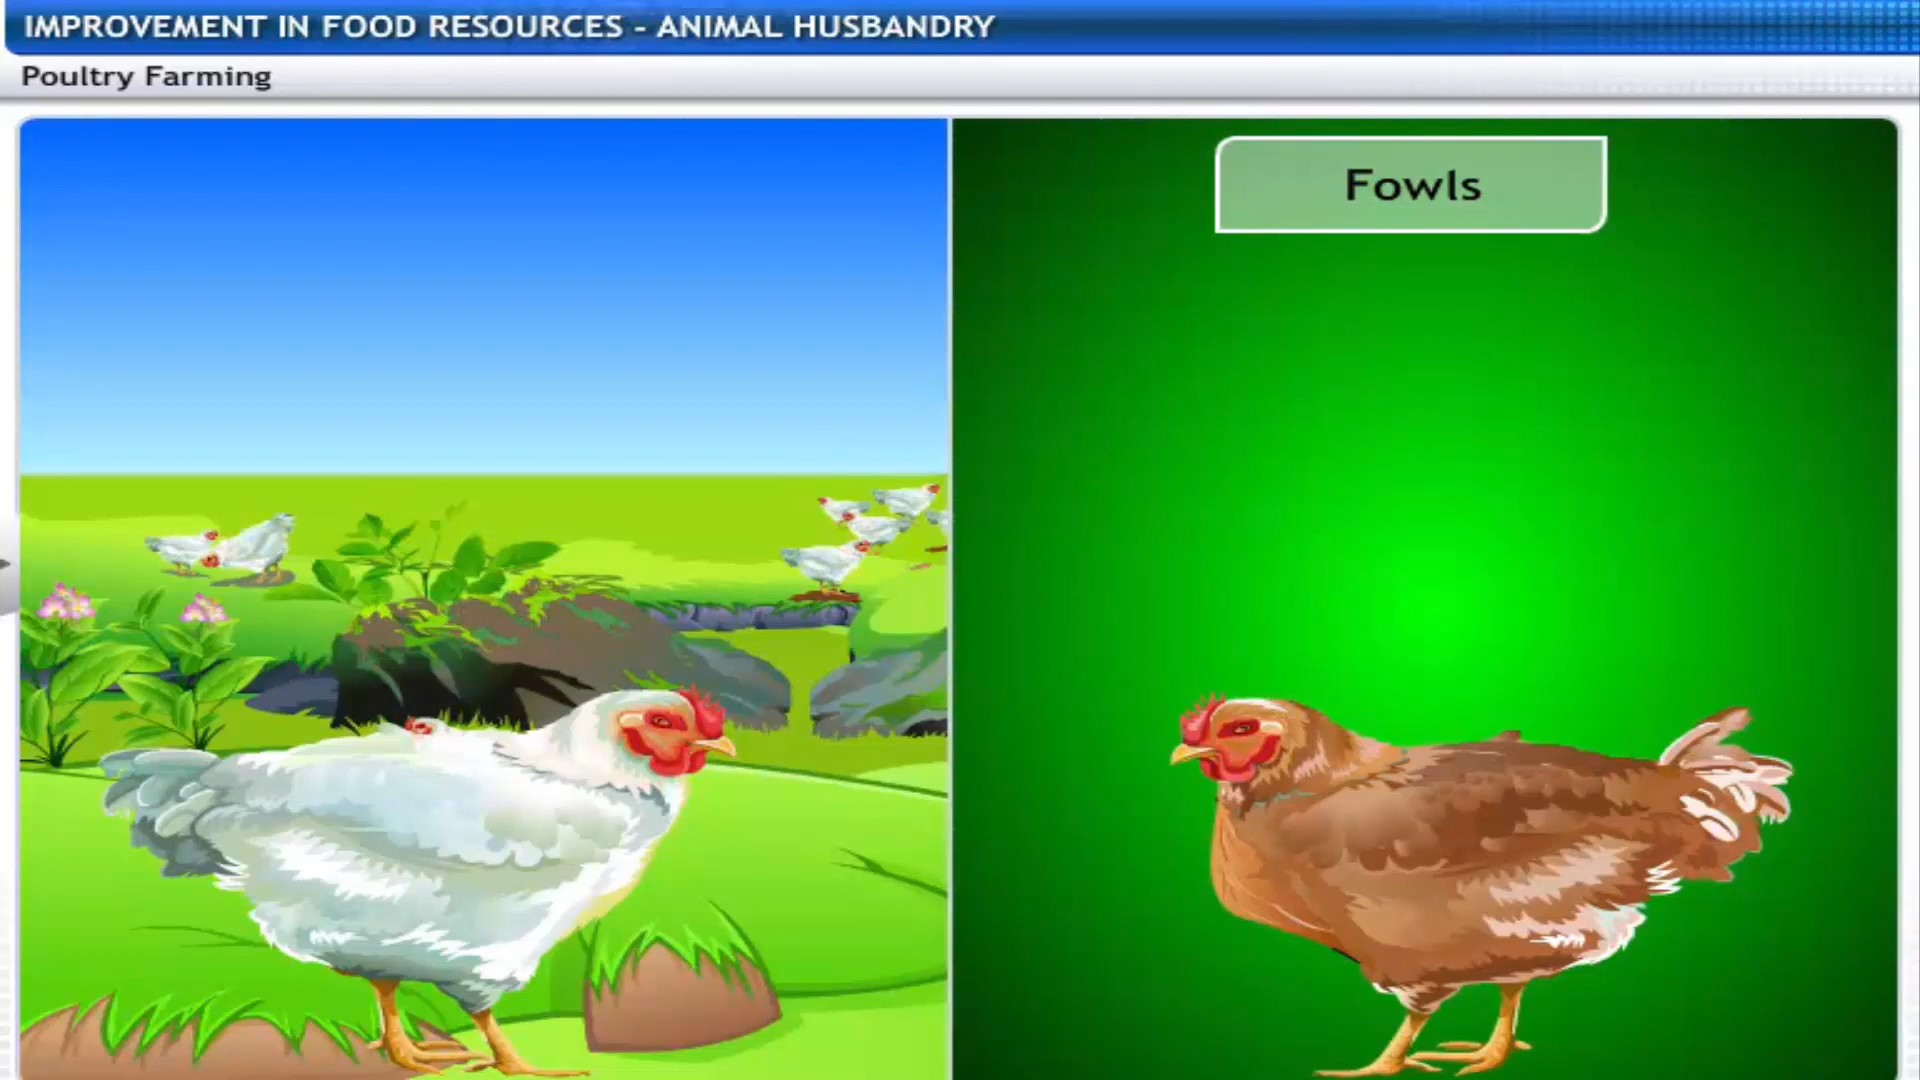 IMPROVEMENT IN FOOD RESOURCES - ANIMAL HUSBANDRY
Poultry Farming
Fowls